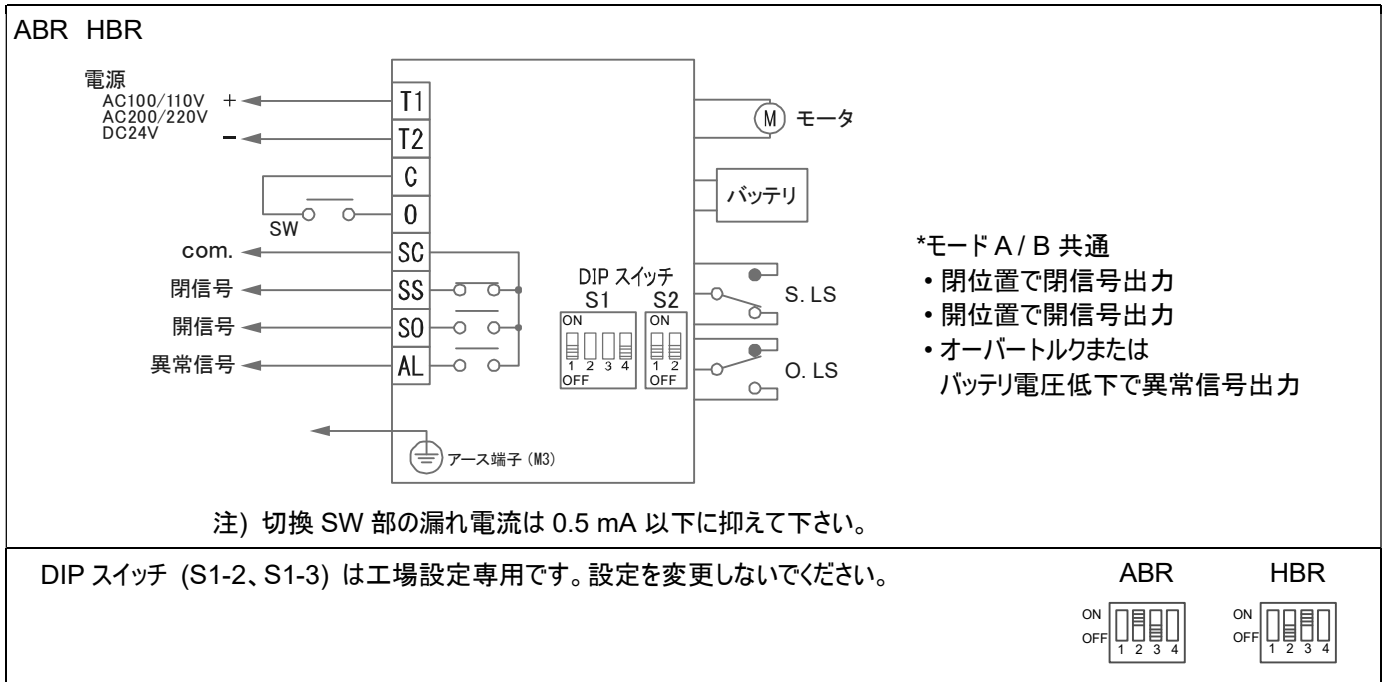 ABR HBR
電源
AC100/110V
AC200/220V
DC24V
+
−
T1
T2
C
O
SC
SS
SO
AL
SW
com.
閉信号
開信号
異常信号
アース端子 (M3)
DIP スイッチ
S1 S2
ON ON
1 2 3 4 1 2
OFF OFF
M モータ
バッテリ
S. LS
O. LS
*モード A / B 共通
・閉位置で閉信号出力
・開位置で開信号出力
・オーバートルクまたは
バッテリ電圧低下で異常信号出力
注) 切換 SW 部の漏れ電流は 0.5 mA 以下に抑えて下さい。
DIP スイッチ (S1-2、S1-3) は工場設定専用です。設定を変更しないでください。
ABR HBR
ON ON
OFF OFF
1 2 3 4 1 2 3 4